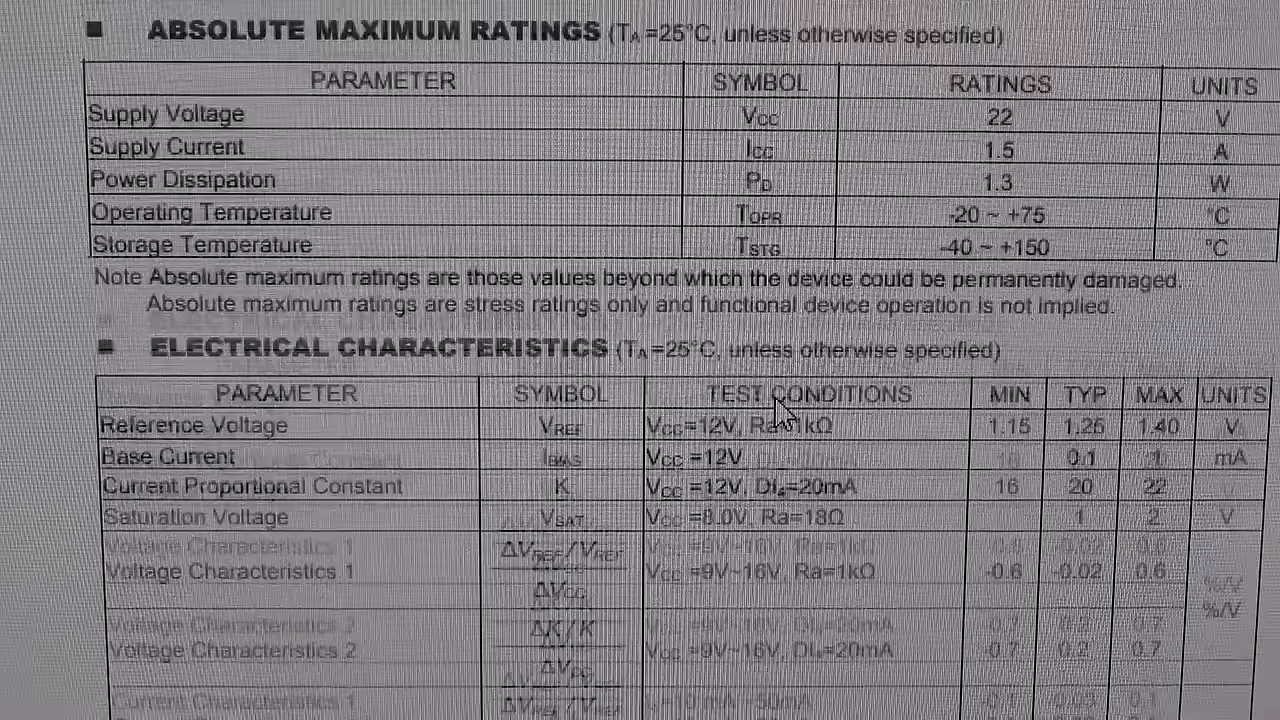 ■ ABSOLUTE MAXIMUM RATINGS (TA=25°C, unless otherwise specified)
PARAMETER SYMBOL RATINGS UNITS
Supply Voltage VCC 22 V
Supply Current ICC 1.5 A
Power Dissipation PD 1.3 W
Operating Temperature TOPR -20 ~ +75 °C
Storage Temperature TSTG -40 ~ +150 °C
Note Absolute maximum ratings are those values beyond which the device could be permanently damaged.
Absolute maximum ratings are stress ratings only and functional device operation is not implied.
■ ELECTRICAL CHARACTERISTICS (TA=25°C, unless otherwise specified)
PARAMETER SYMBOL TEST CONDITIONS MIN TYP MAX UNITS
Reference Voltage VREF VCC=12V, Ra=1kΩ 1.15 1.25 1.40 V
Base Current IBIAS VCC =12V 0.1 1 mA
Current Proportional Constant K VCC =12V, DI4=20mA 16 20 22
Saturation Voltage VSAT VCC =8.0V, Ra=18Ω 1 2 V
Voltage Characteristics 1 ΔVREF/VREF VCC =9V~16V, Ra=1kΩ -0.6 -0.02 0.6
ΔVCC %/V
Voltage Characteristics 2 ΔK/K VCC =9V~16V, DI4=20mA -0.7 0.2 0.7
ΔVCC
Current Characteristics 1 ΔVREF/VREF